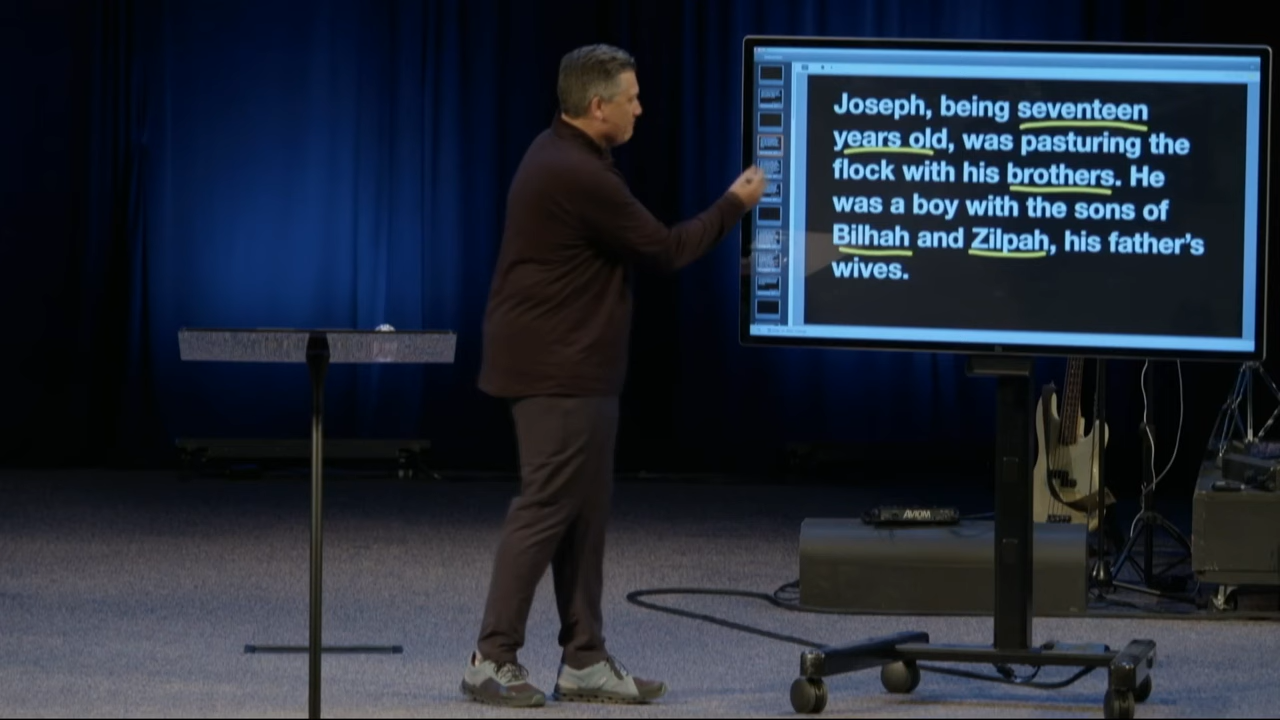 Joseph, being seventeen
years old, was pasturing the
flock with his brothers. He
was a boy with the sons of
Bilhah and Zilpah, his father’s
wives.
AVIOM